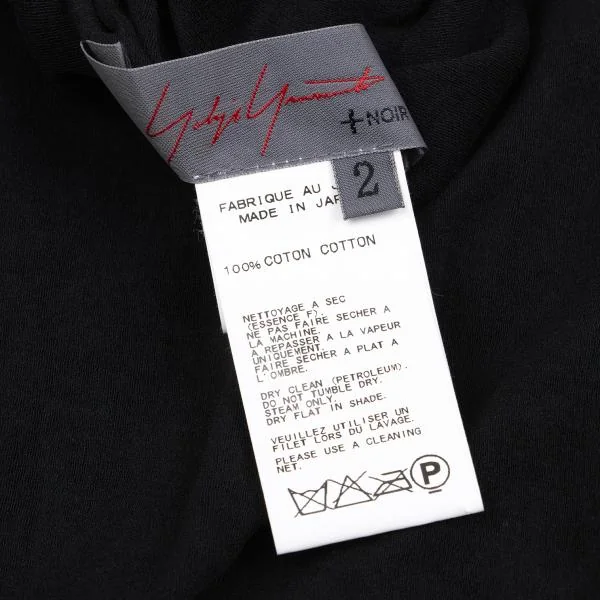 Yohji Yamamoto
+NOIR
2
FABRIQUE AU
MADE IN
100% COTON COTTON
NETTOYAGE A SEC
(ESSENCE F).
NE PAS FAIRE SECHER A
LA MACHINE.
A REPASSER A LA VAPEUR
UNIQUEMENT.
FAIRE SECHER A PLAT A
L'OMBRE.
DRY CLEAN (PETROLEUM).
DO NOT TUMBLE DRY.
STEAM ONLY.
DRY FLAT IN SHADE.
VEUILLEZ UTILISER UN
FILET LORS DU LAVAGE.
PLEASE USE A CLEANING
NET.
P